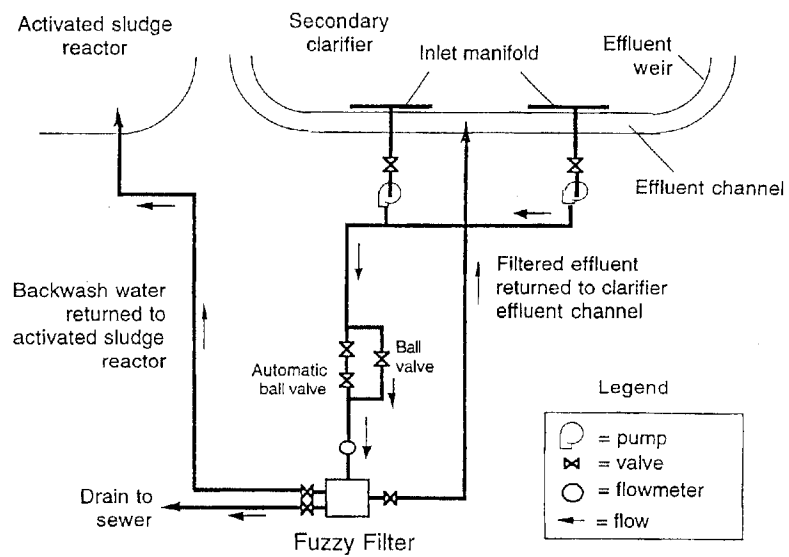 Activated sludge
reactor
Secondary
clarifier
Inlet manifold
Effluent
weir
Effluent channel
Backwash water
returned to
activated sludge
reactor
Filtered effluent
returned to clarifier
effluent channel
Automatic
ball valve
Ball
valve
Drain to
sewer
Fuzzy Filter
Legend
= pump
= valve
= flowmeter
= flow